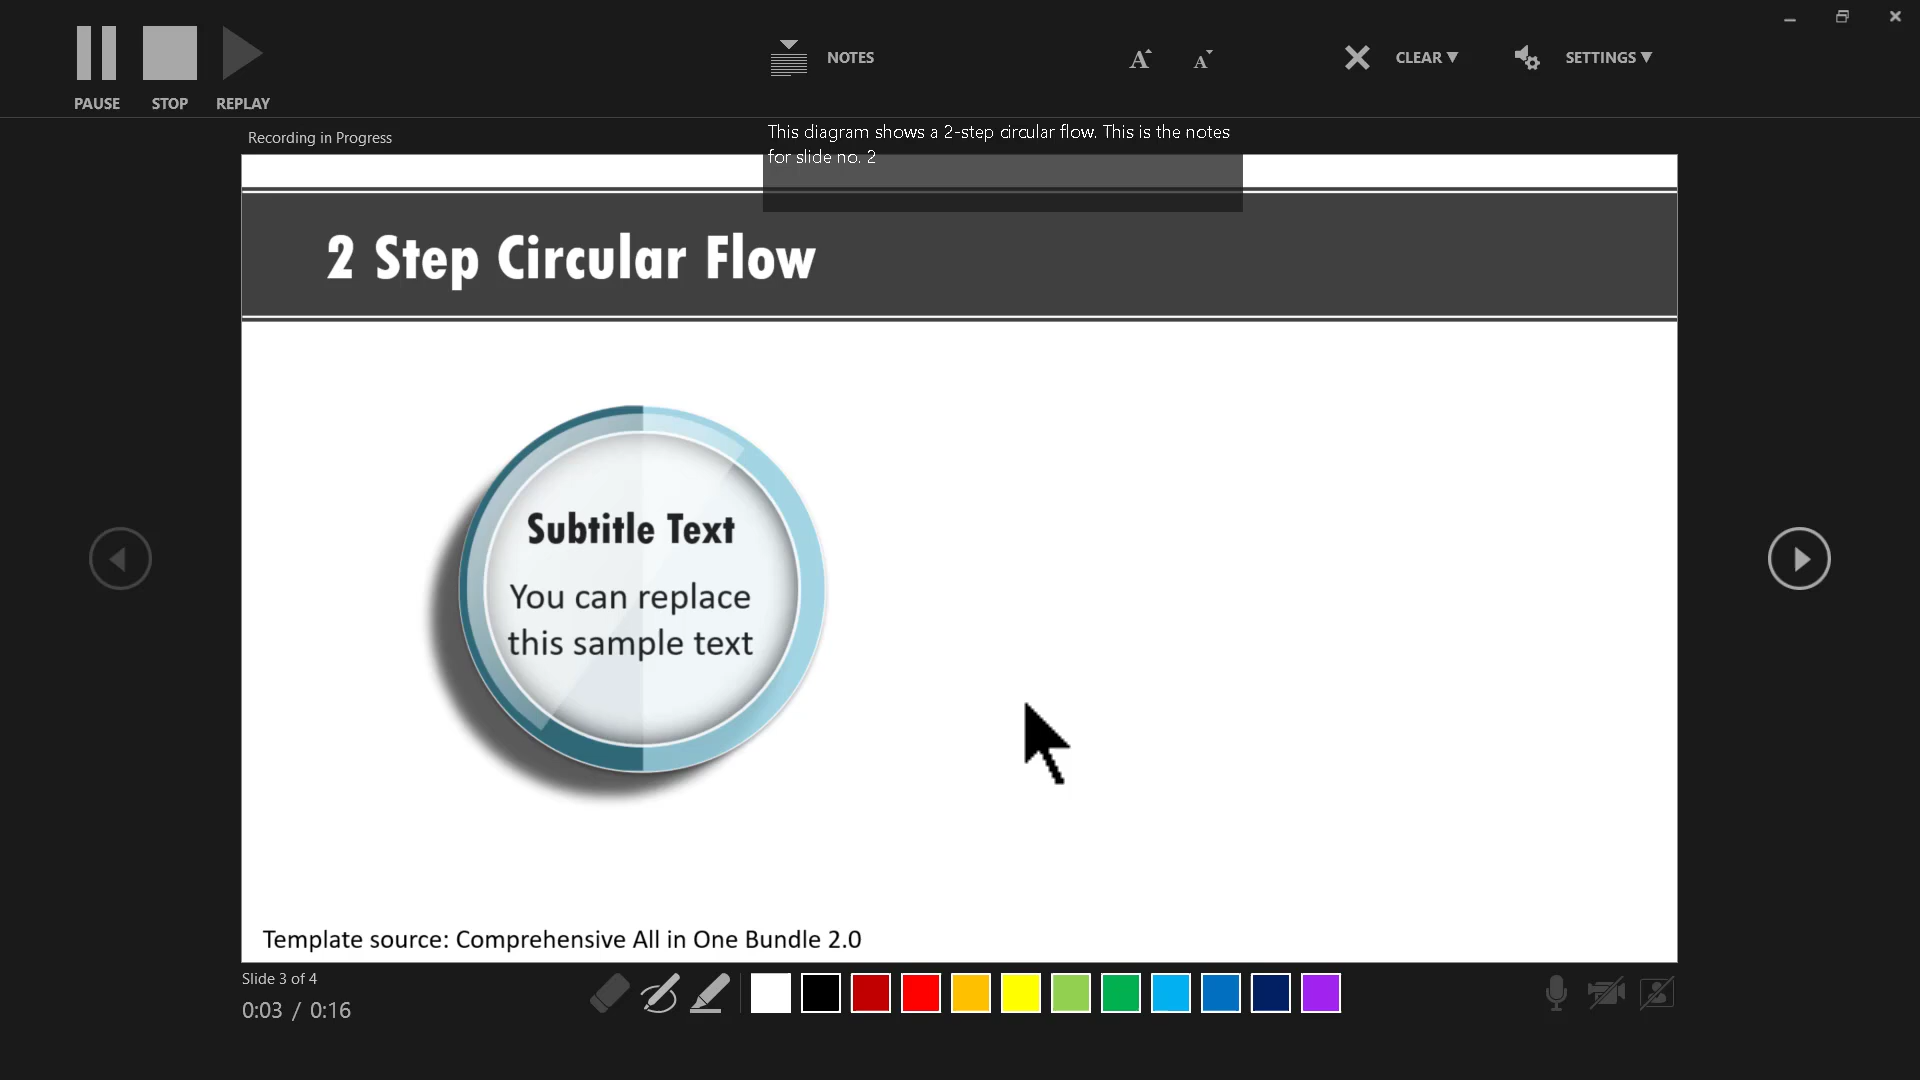 PAUSE
STOP
REPLAY
NOTES
A
A
CLEAR
SETTINGS
Recording in Progress
This diagram shows a 2-step circular flow. This is the notes
for slide no. 2
2 Step Circular Flow
Subtitle Text
You can replace
this sample text
Template source: Comprehensive All in One Bundle 2.0
Slide 3 of 4
0:03 / 0:16